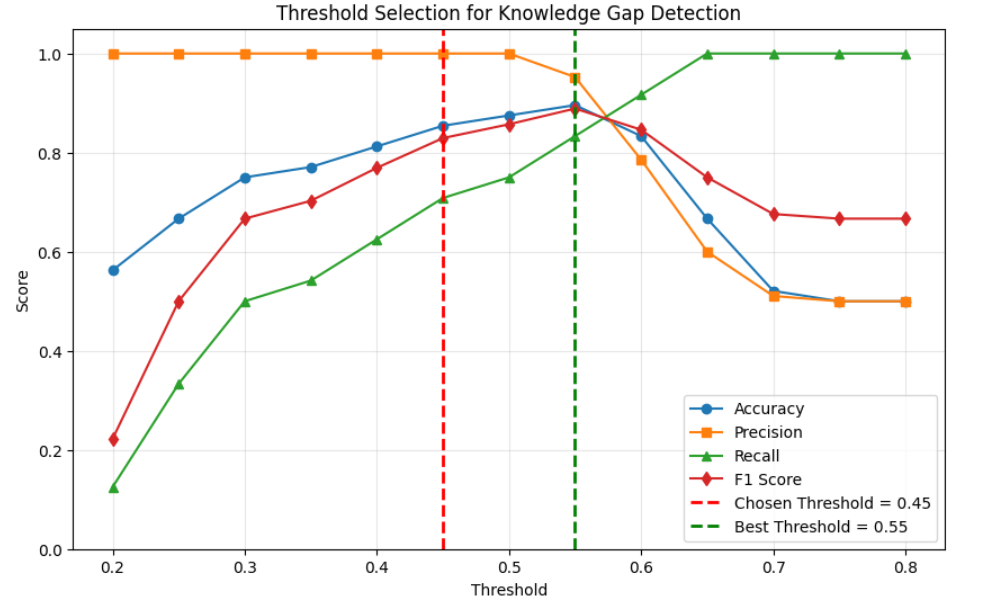 Threshold Selection for Knowledge Gap Detection
1.0
0.8
0.6
0.4
0.2
0.0
Score
0.2 0.3 0.4 0.5 0.6 0.7 0.8
Threshold
Accuracy
Precision
Recall
F1 Score
Chosen Threshold = 0.45
Best Threshold = 0.55